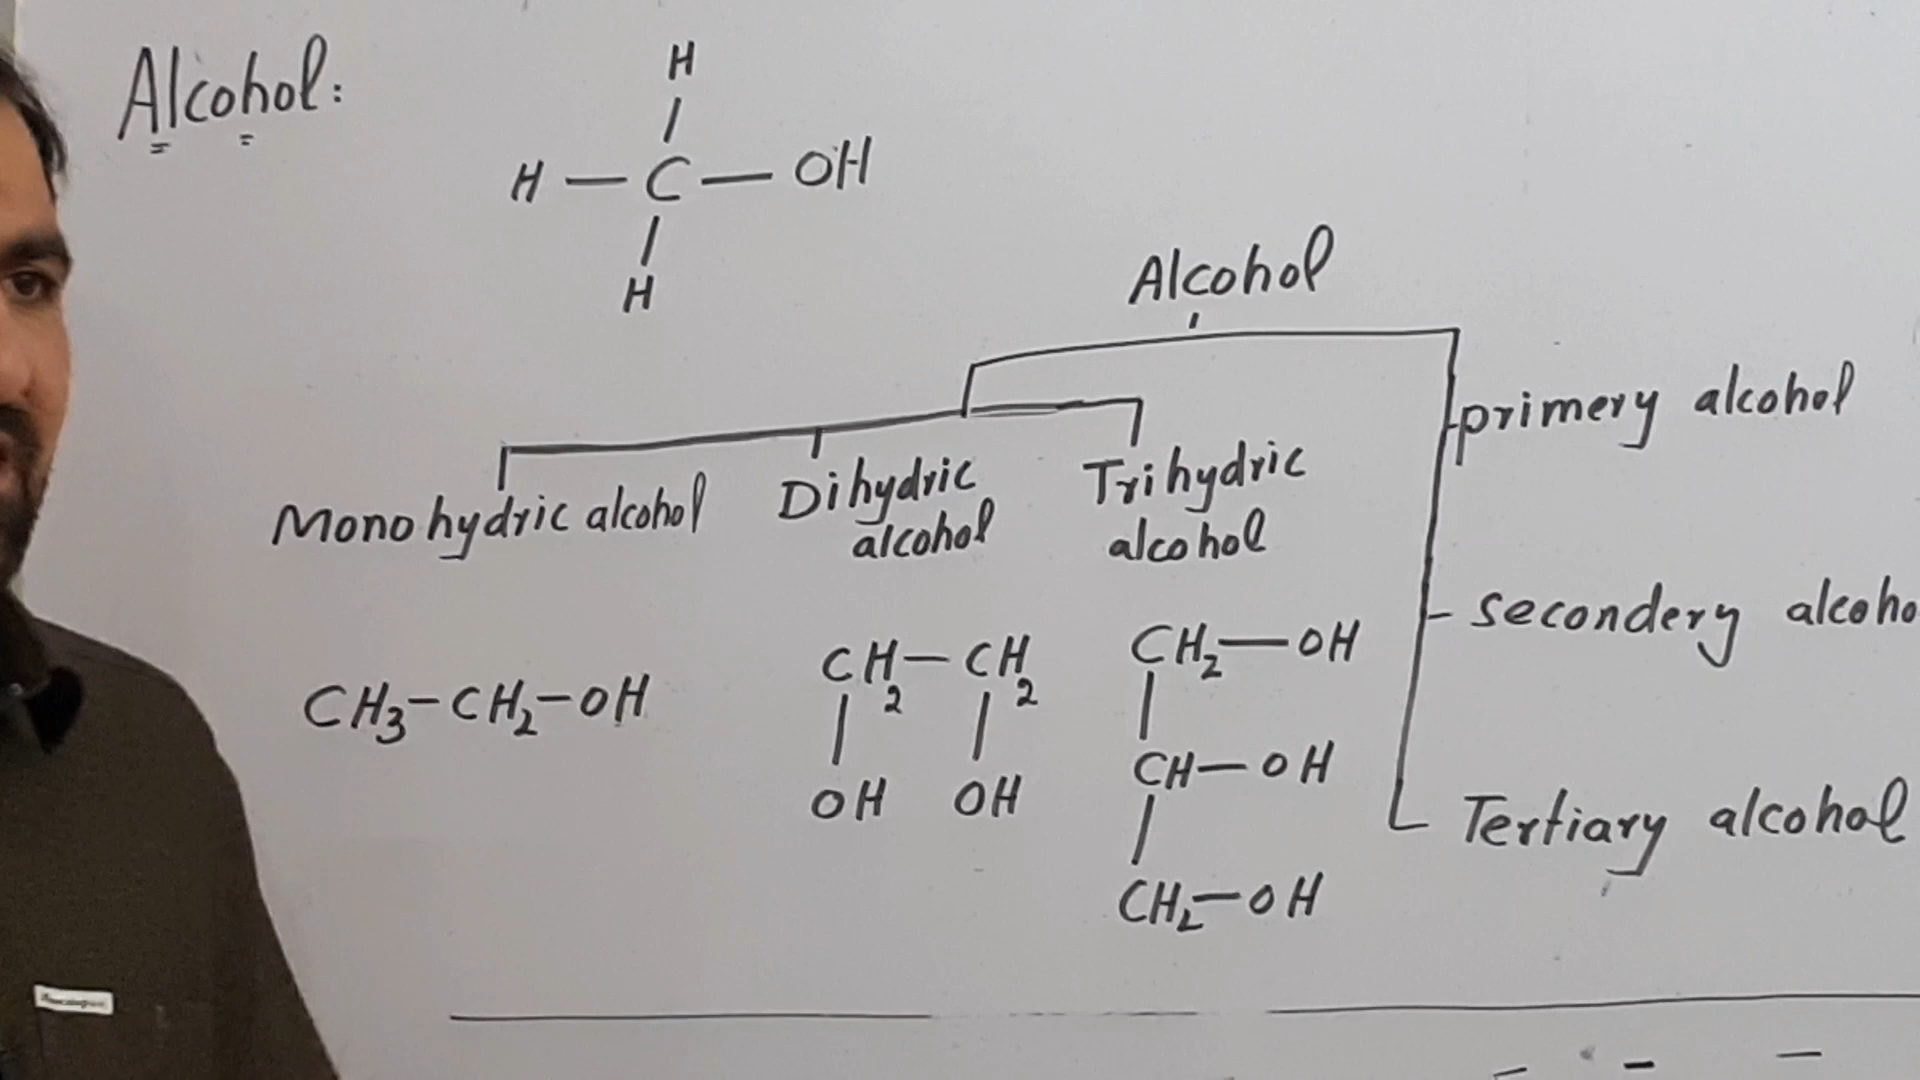 Alcohol:
H
H — C — OH
H
Alcohol
primery alcohol
Monohydric alcohol
Dihydric
alcohol
Trihydric
alcohol
secondery alcoho
CH3-CH2-OH
CH2-CH2
OH OH
CH2-OH
CH-OH
CH2-OH
Tertiary alcohol